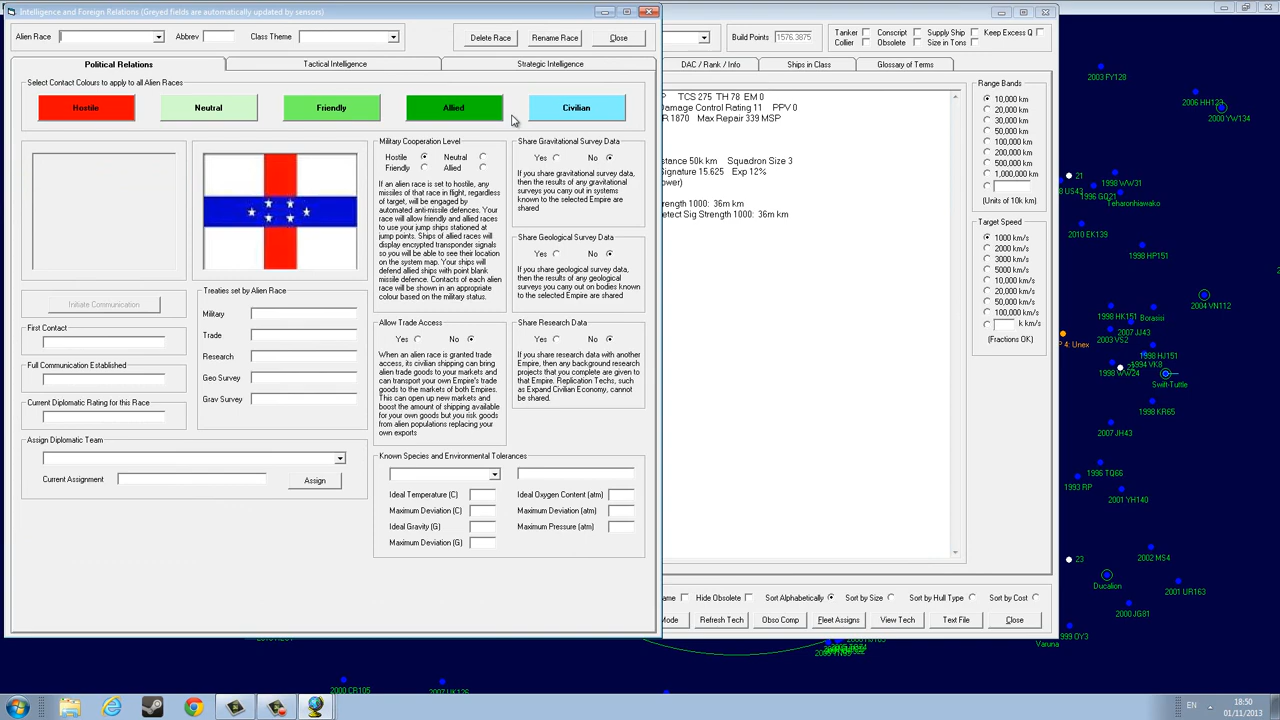 Intelligence and Foreign Relations (Greyed fields are automatically updated by sensors)
Alien Race
Abbrev
Class Theme
Delete Race
Rename Race
Close
Political Relations
Tactical Intelligence
Strategic Intelligence
Select Contact Colours to apply to all Alien Races
Hostile
Neutral
Friendly
Allied
Civilian
Military Cooperation Level
Hostile
Neutral
Friendly
Allied
If an alien race is set to hostile, any
missiles of that race in flight, regardless
of target, will be engaged by
automated anti-missile defences. Your
race will allow friendly and allied races
to use your jump ships stationed at
jump points. Ships of allied races will
display encrypted transponder signals
so you will be able to see their location
on the system map. Your ships will
defend allied ships with point blank
missile defence. Contacts of each alien
race will be shown in an appropriate
colour based on the military status.
Share Gravitational Survey Data
Yes
No
If you share gravitational survey data,
then the results of any gravitational
surveys you carry out in systems
known to the selected Empire are
shared
Share Geological Survey Data
Yes
No
If you share geological survey data,
then the results of any geological
surveys you carry out on bodies known
to the selected Empire are shared
Initiate Communication
First Contact
Full Communication Established
Current Diplomatic Rating for this Race
Treaties set by Alien Race
Military
Trade
Research
Geo Survey
Grav Survey
Allow Trade Access
Yes
No
When an alien race is granted trade
access, its civilian shipping can bring
alien trade goods to your markets and
can transport your own Empire's trade
goods to the markets of both Empires.
This can open up new markets and
boost the amount of shipping available
for your own goods but you risk goods
from alien populations replacing your
own exports
Share Research Data
Yes
No
If you share research data with another
Empire, then any background research
projects that you complete are given to
that Empire. Replication Techs, such
as Expand Civilian Economy, cannot
be shared.
Assign Diplomatic Team
Current Assignment
Assign
Known Species and Environmental Tolerances
Ideal Temperature (C)
Maximum Deviation (C)
Ideal Gravity (G)
Maximum Deviation (G)
Ideal Oxygen Content (atm)
Maximum Deviation (atm)
Maximum Pressure (atm)
Build Points
1576.3875
Tanker
Conscript
Supply Ship
Keep Excess Q
Collier
Obsolete
Size in Tons
DAC / Rank / Info
Ships in Class
Glossary of Terms
TCS 275 TH 78 EM 0
Damage Control Rating 11 PPV 0
1870 Max Repair 339 MSP
50k km Squadron Size 3
Signature 15.625 Exp 12%
1000: 36m km
Sig Strength 1000: 36m km
Range Bands
10,000 km
20,000 km
30,000 km
50,000 km
100,000 km
200,000 km
500,000 km
1,000,000 km
(Units of 10k km)
Target Speed
1000 km/s
2000 km/s
3000 km/s
5000 km/s
10,000 km/s
20,000 km/s
50,000 km/s
100,000 km/s
k km/s
(Fractions OK)
Hide Obsolete
Sort Alphabetically
Sort by Size
Sort by Hull Type
Sort by Cost
Mode
Refresh Tech
Obso Comp
Fleet Assigns
View Tech
Text File
Close
2003 FY128
2006 HH123
2000 YW134
21
1998 WW31
Teharonhiawako
2010 EK139
1998 HP151
2004 VN112
1998 HK151
Borasisi
2007 JJ43
2003 VS2
1998 HJ151
1998 WW24
Swift-Tuttle
1998 KR65
2007 JH43
1996 TQ66
1993 RP
2001 YH140
2002 MS4
23
Ducalion
2001 UR163
2000 JG81
Varuna
2000 CR105
2007 UK126
EN
18:50
01/11/2013